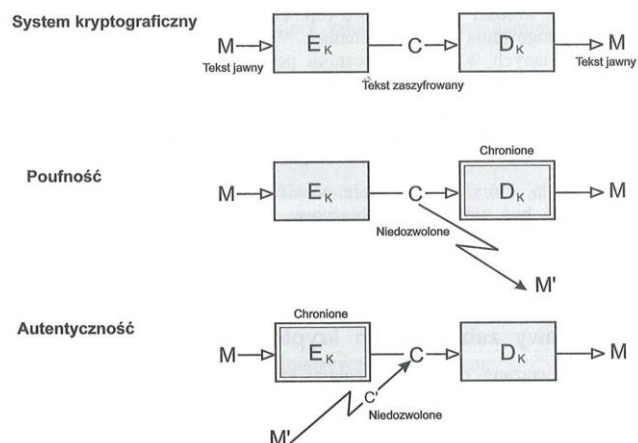 System kryptograficzny
M E_K C D_K M
Tekst jawny Tekst zaszyfrowany Tekst jawny
Chronione
Poufność
M E_K C D_K M
Niedozwolone
M'
Chronione
Autentyczność
M E_K C D_K M
C'
Niedozwolone
M'